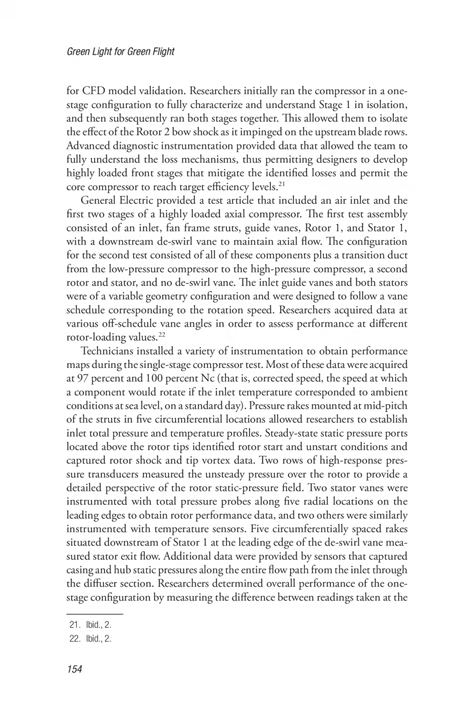 Green Light for Green Flight
for CFD model validation. Researchers initially ran the compressor in a one-
stage configuration to fully characterize and understand Stage 1 in isolation,
and then subsequently ran both stages together. This allowed them to isolate
the effect of the Rotor 2 bow shock as it impinged on the upstream blade rows.
Advanced diagnostic instrumentation provided data that allowed the team to
fully understand the loss mechanisms, thus permitting designers to develop
highly loaded front stages that mitigate the identified losses and permit the
core compressor to reach target efficiency levels.21
General Electric provided a test article that included an air inlet and the
first two stages of a highly loaded axial compressor. The first test assembly
consisted of an inlet, fan frame struts, guide vanes, Rotor 1, and Stator 1,
with a downstream de-swirl vane to maintain axial flow. The configuration
for the second test consisted of all of these components plus a transition duct
from the low-pressure compressor to the high-pressure compressor, a second
rotor and stator, and no de-swirl vane. The inlet guide vanes and both stators
were of a variable geometry configuration and were designed to follow a vane
schedule corresponding to the rotation speed. Researchers acquired data at
various off-schedule vane angles in order to assess performance at different
rotor-loading values.22
Technicians installed a variety of instrumentation to obtain performance
maps during the single-stage compressor test. Most of these data were acquired
at 97 percent and 100 percent Nc (that is, corrected speed, the speed at which
a component would rotate if the inlet temperature corresponded to ambient
conditions at sea level, on a standard day). Pressure rakes mounted at mid-pitch
of the struts in five circumferential locations allowed researchers to establish
inlet total pressure and temperature profiles. Steady-state static pressure ports
located above the rotor tips identified rotor start and unstart conditions and
captured rotor shock and tip vortex data. Two rows of high-response pres-
sure transducers measured the unsteady pressure over the rotor to provide a
detailed perspective of the rotor static-pressure field. Two stator vanes were
instrumented with total pressure probes along five radial locations on the
leading edges to obtain rotor performance data, and two others were similarly
instrumented with temperature sensors. Five circumferentially spaced rakes
situated downstream of Stator 1 at the leading edge of the de-swirl vane mea-
sured stator exit flow. Additional data were provided by sensors that captured
casing and hub static pressures along the entire flow path from the inlet through
the diffuser section. Researchers determined overall performance of the one-
stage configuration by measuring the difference between readings taken at the
21. Ibid., 2.
22. Ibid., 2.
154